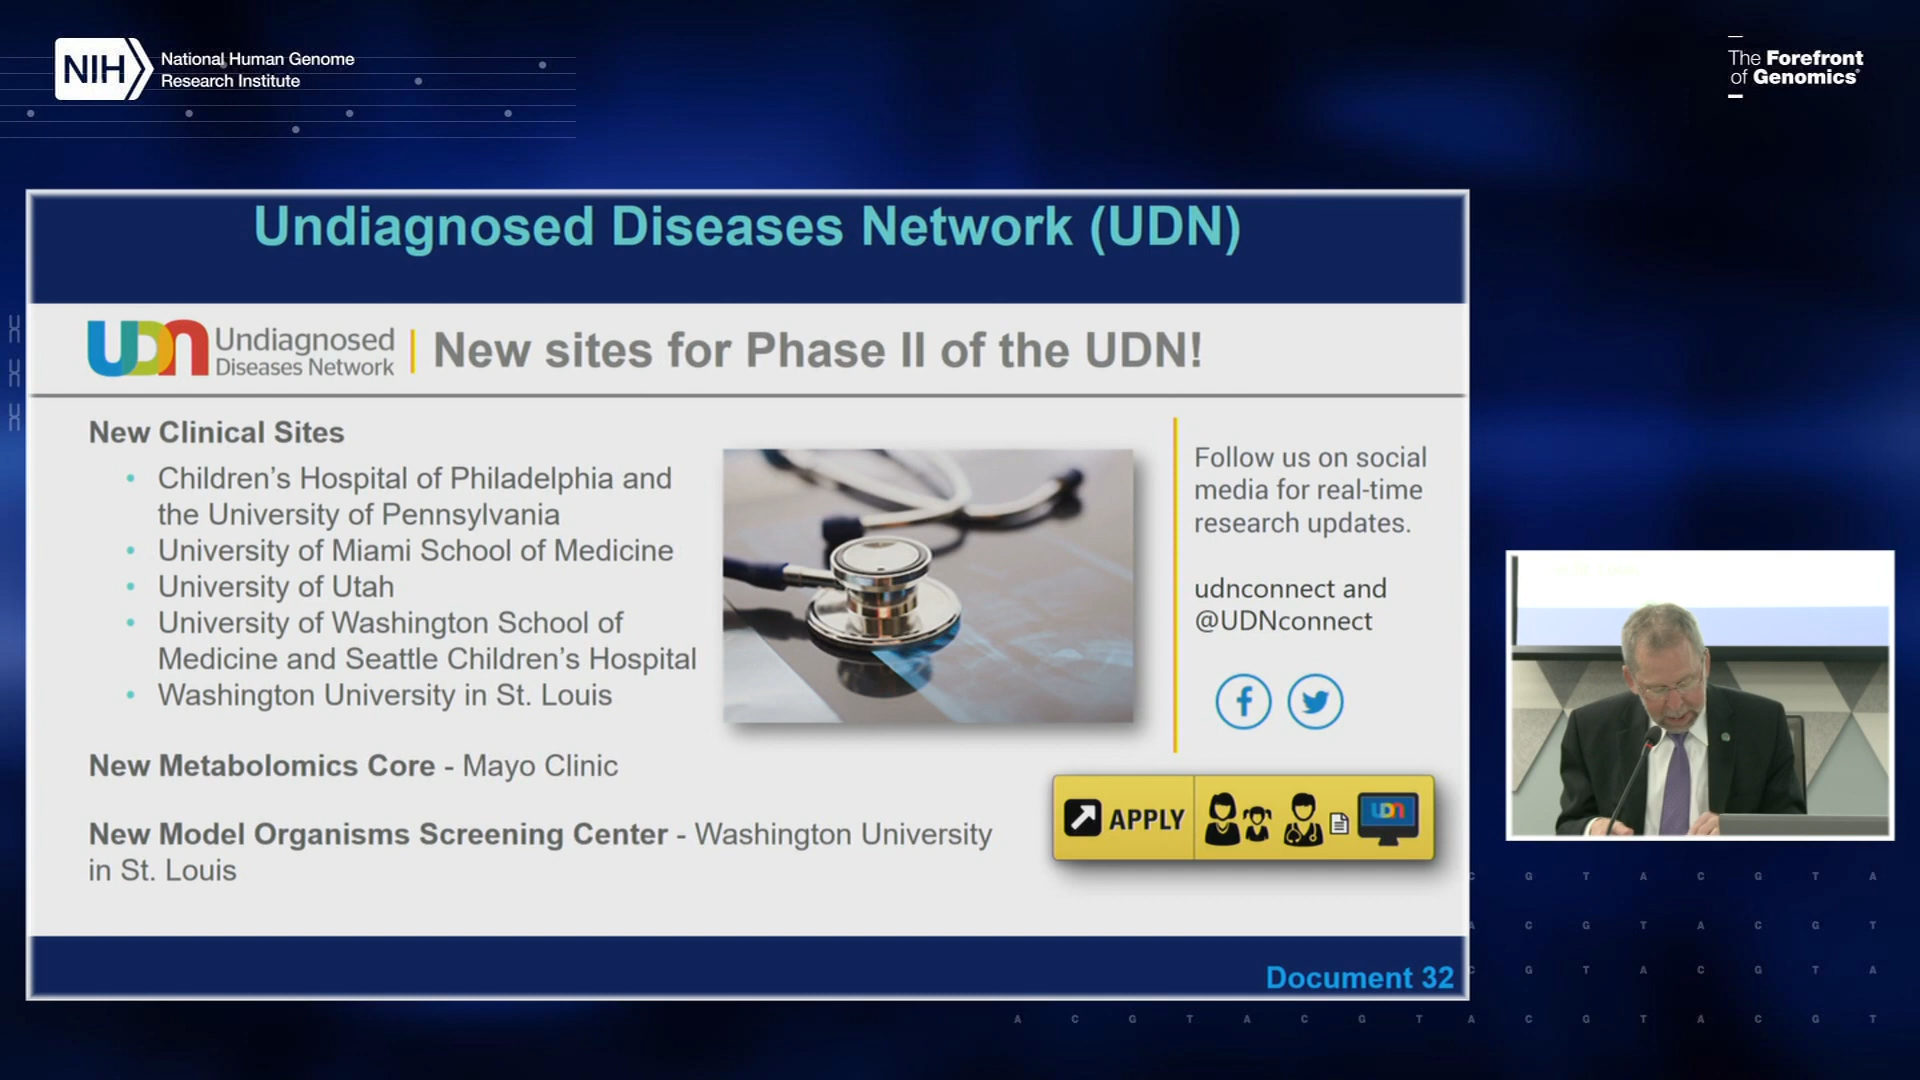 NIH
National Human Genome
Research Institute
The Forefront
of Genomics®
Undiagnosed Diseases Network (UDN)
UDN
Undiagnosed
Diseases Network
New sites for Phase II of the UDN!
New Clinical Sites
• Children's Hospital of Philadelphia and
the University of Pennsylvania
• University of Miami School of Medicine
• University of Utah
• University of Washington School of
Medicine and Seattle Children's Hospital
• Washington University in St. Louis
New Metabolomics Core - Mayo Clinic
New Model Organisms Screening Center - Washington University
in St. Louis
Follow us on social
media for real-time
research updates.
udnconnect and
@UDNconnect
APPLY
UDN
Document 32
C G T A C G T A
A C G T A C G T
C G T A C G T A
A C G T A C G T A C G T A C G T